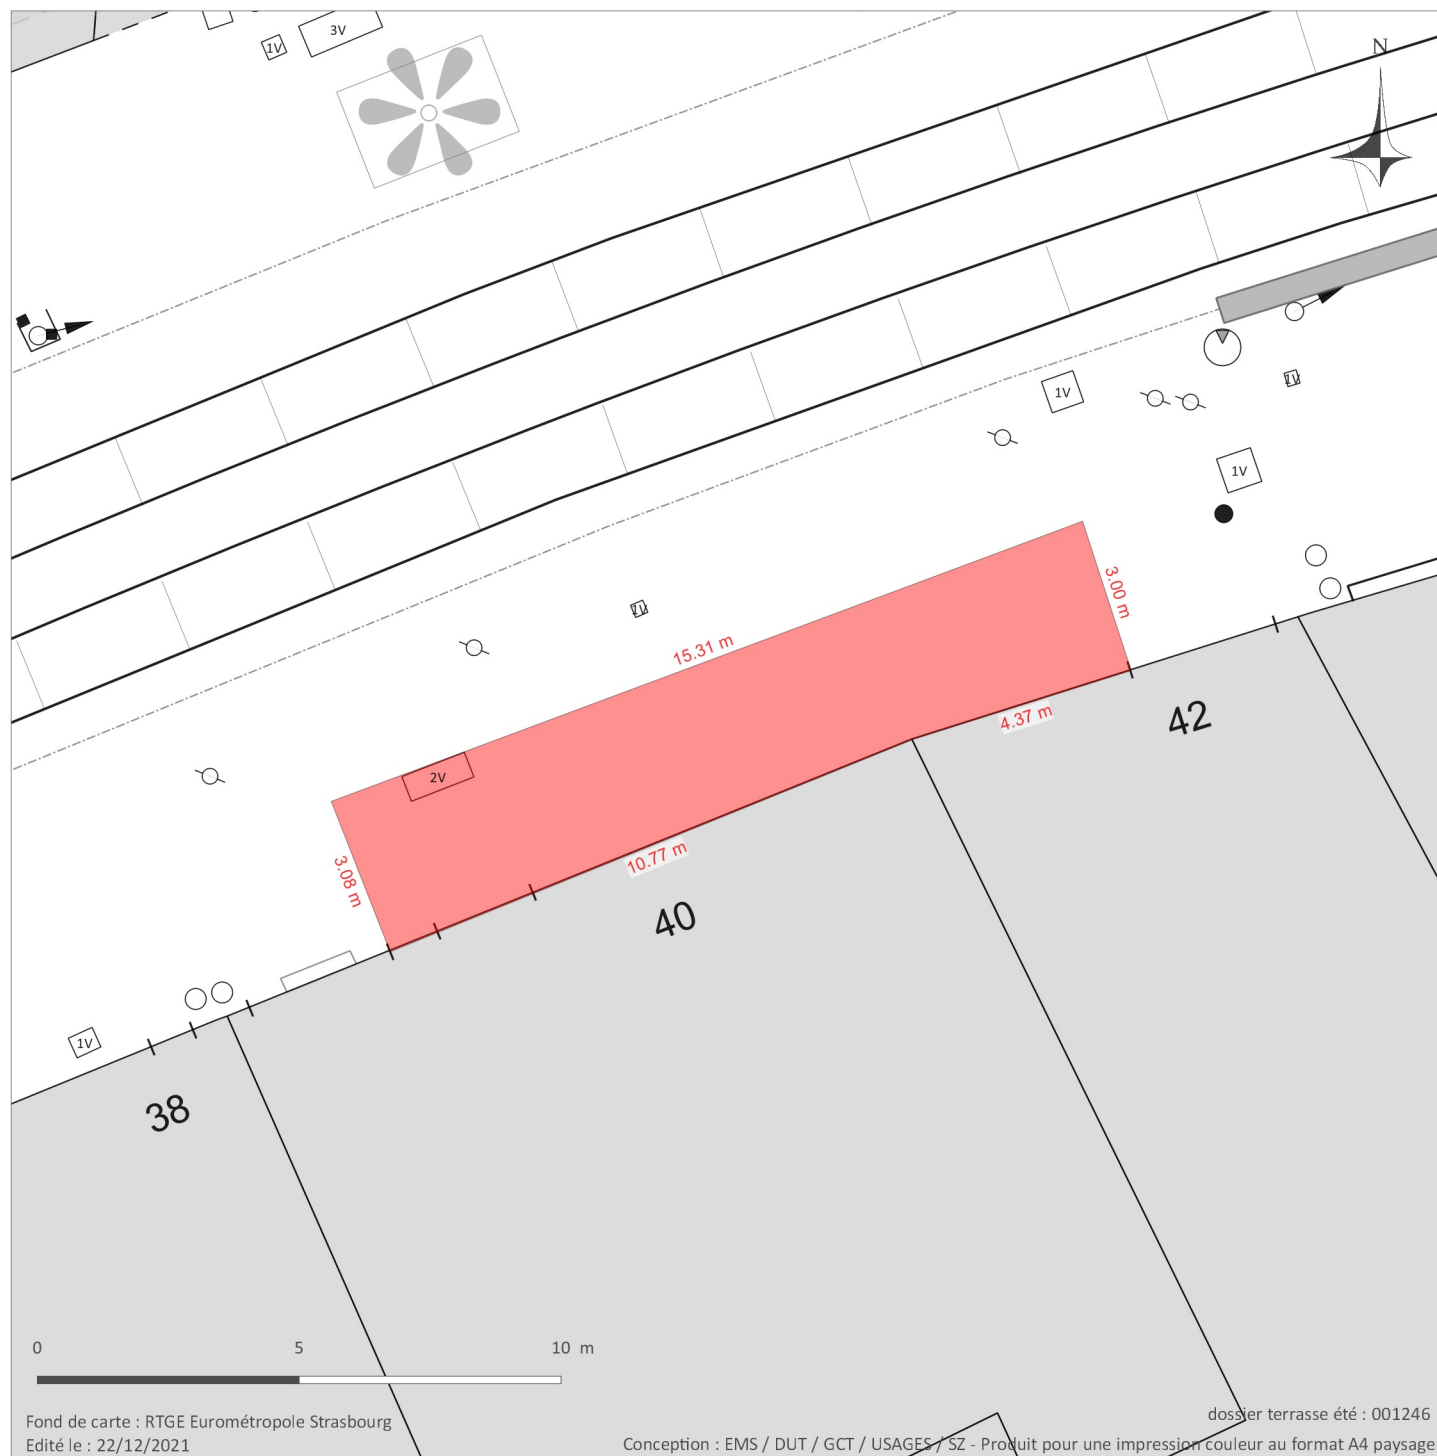 3V
1V
N
1V
1V
1V
1V
1V
3.00 m
15.31 m
42
4.37 m
2V
10.77 m
3.08 m
40
1V
38
0 5 10 m
dossier terrasse été : 001246
Fond de carte : RTGE Eurométropole Strasbourg
Edité le : 22/12/2021
Conception : EMS / DUT / GCT / USAGES / SZ - Produit pour une impression couleur au format A4 paysage